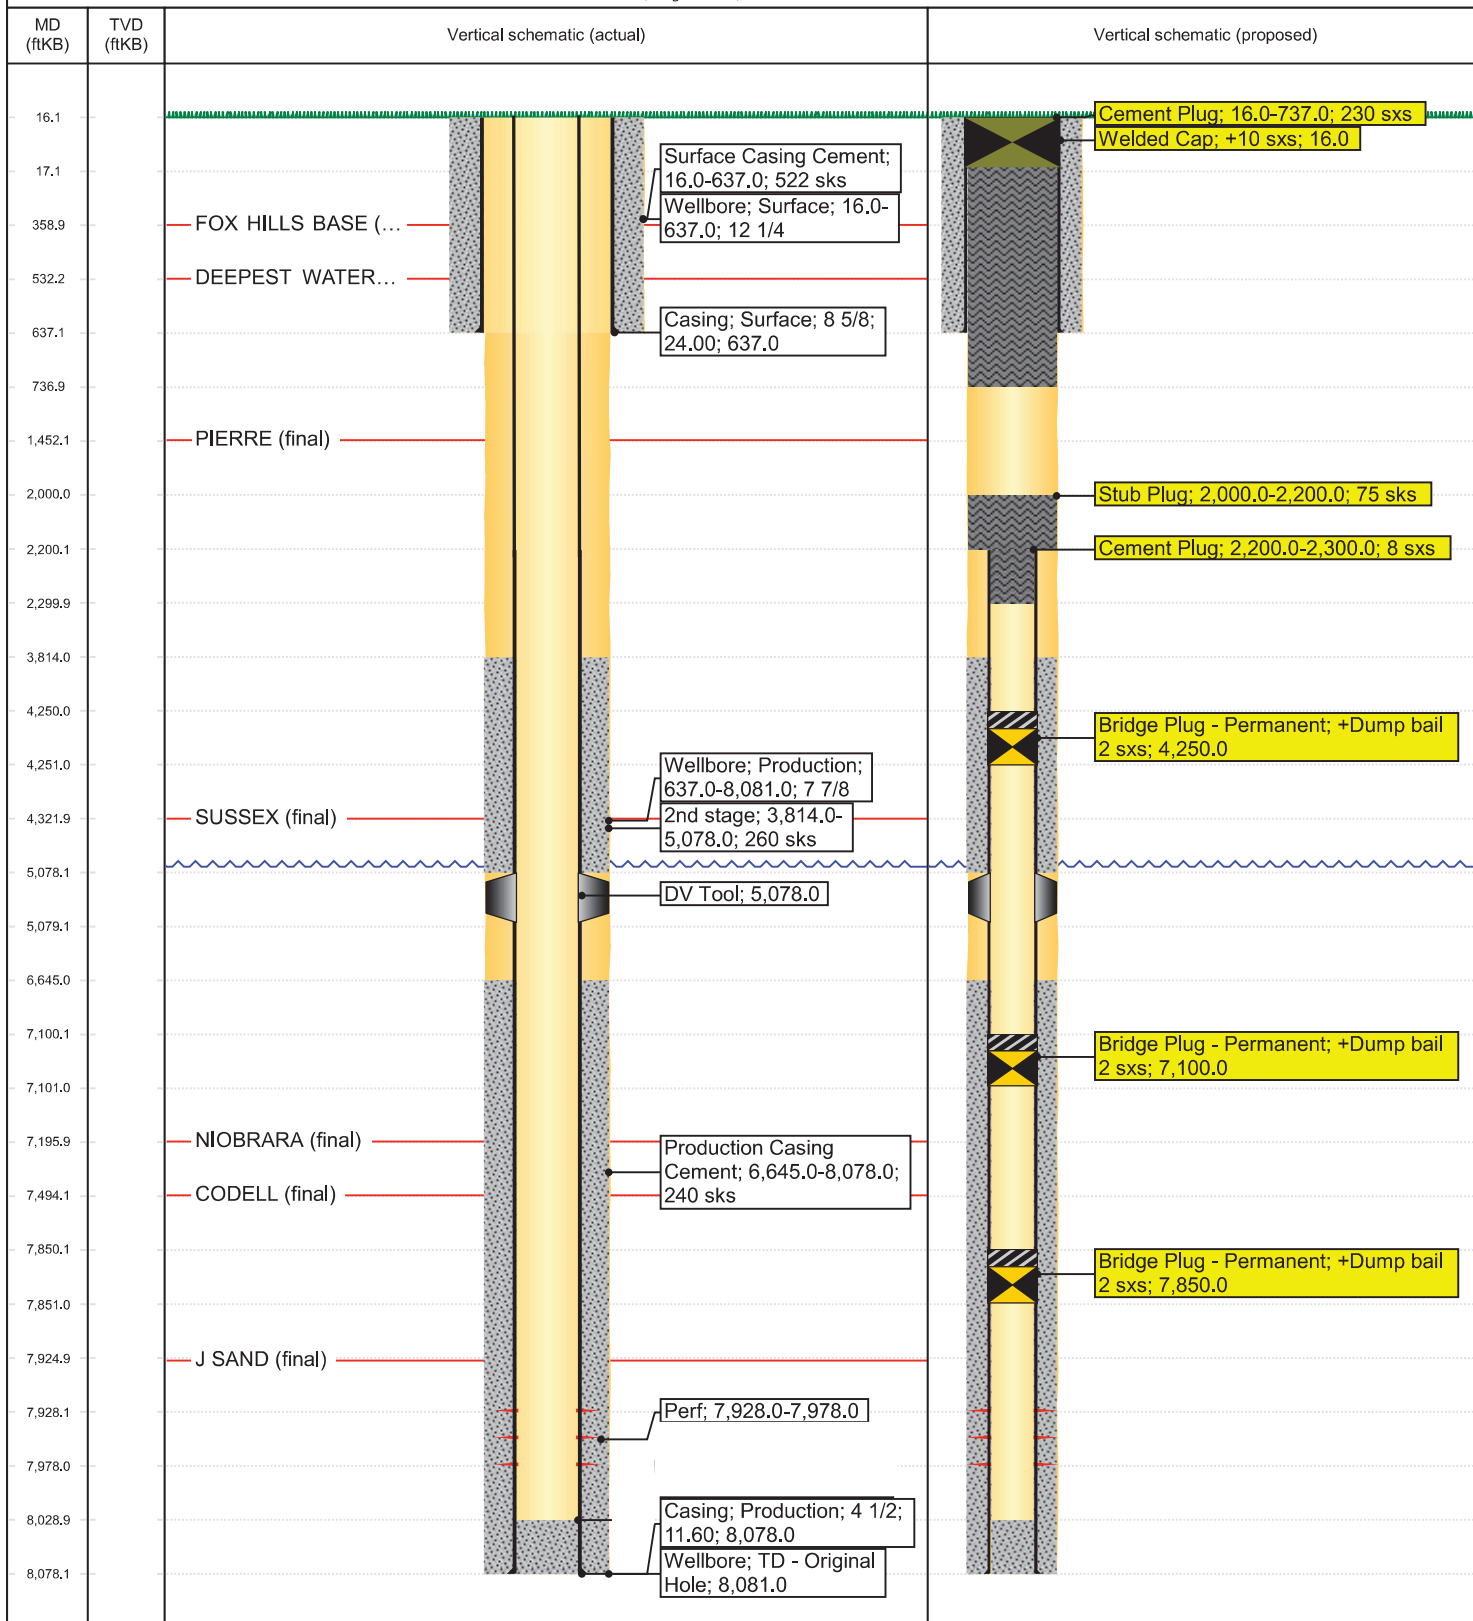 MD
(ftKB)
TVD
(ftKB)
Vertical schematic (actual)
Vertical schematic (proposed)
16.1
17.1
358.9
532.2
637.1
736.9
1,452.1
2,000.0
2,200.1
2,299.9
3,814.0
4,250.0
4,251.0
4,321.9
5,078.1
5,079.1
6,645.0
7,100.1
7,101.0
7,195.9
7,494.1
7,850.1
7,851.0
7,924.9
7,928.1
7,978.0
8,028.9
8,078.1
FOX HILLS BASE (...
DEEPEST WATER...
PIERRE (final)
SUSSEX (final)
NIOBRARA (final)
CODELL (final)
J SAND (final)
Surface Casing Cement;
16.0-637.0; 522 sks
Wellbore; Surface; 16.0-
637.0; 12 1/4
Casing; Surface; 8 5/8;
24.00; 637.0
Wellbore; Production;
637.0-8,081.0; 7 7/8
2nd stage; 3,814.0-
5,078.0; 260 sks
DV Tool; 5,078.0
Production Casing
Cement; 6,645.0-8,078.0;
240 sks
Perf; 7,928.0-7,978.0
Casing; Production; 4 1/2;
11.60; 8,078.0
Wellbore; TD - Original
Hole; 8,081.0
Cement Plug; 16.0-737.0; 230 sxs
Welded Cap; +10 sxs; 16.0
Stub Plug; 2,000.0-2,200.0; 75 sks
Cement Plug; 2,200.0-2,300.0; 8 sxs
Bridge Plug - Permanent; +Dump bail
2 sxs; 4,250.0
Bridge Plug - Permanent; +Dump bail
2 sxs; 7,100.0
Bridge Plug - Permanent; +Dump bail
2 sxs; 7,850.0